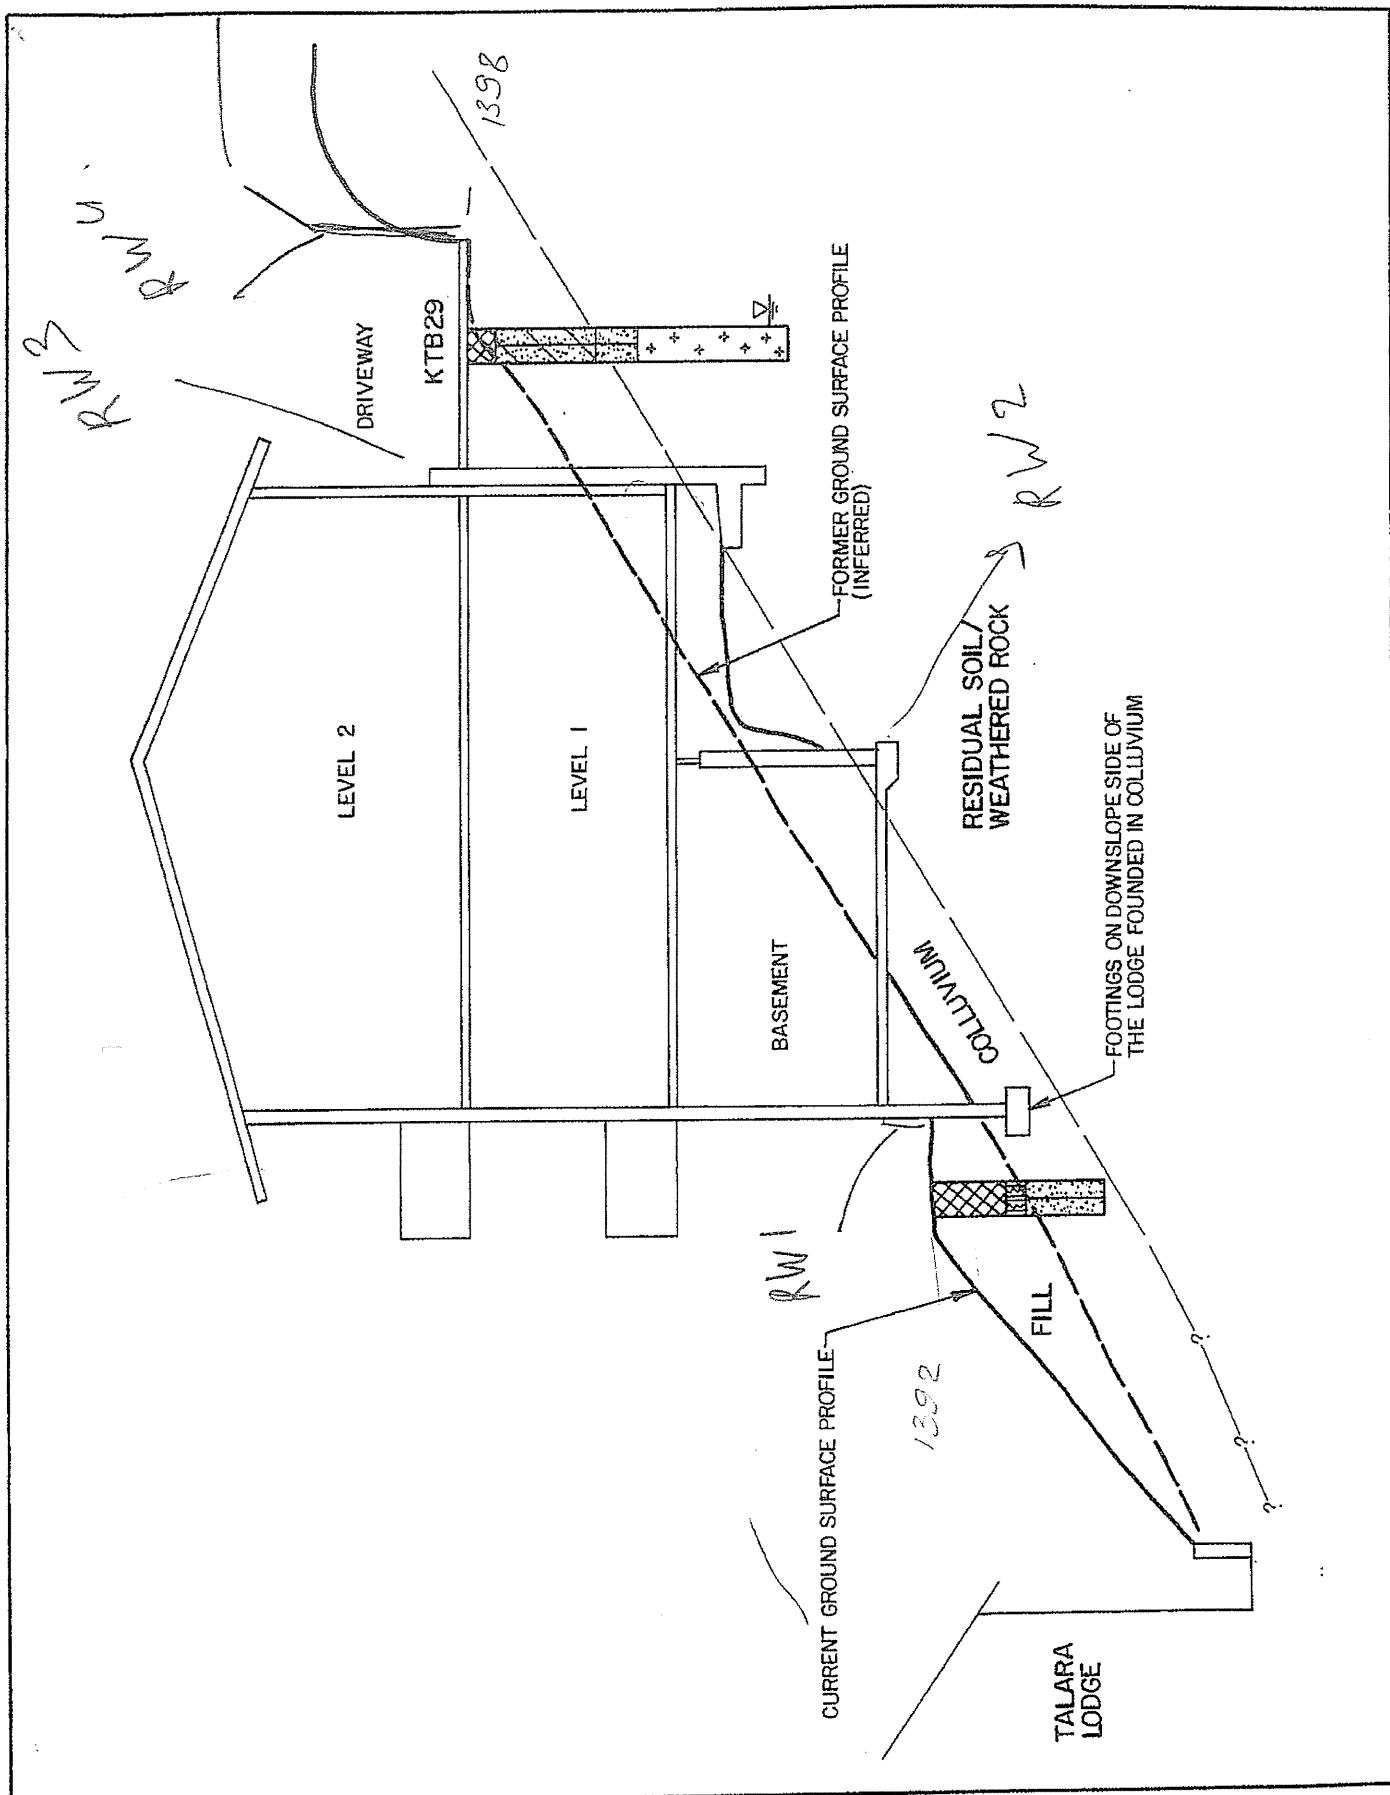 RW3
RW4
1398
DRIVEWAY
KTB29
LEVEL 2
LEVEL 1
FORMER GROUND SURFACE PROFILE
(INFERRED)
RW2
RESIDUAL SOIL/
WEATHERED ROCK
BASEMENT
COLLUVIUM
FOOTINGS ON DOWNSLOPE SIDE OF
THE LODGE FOUNDED IN COLLUVIUM
RW1
FILL
CURRENT GROUND SURFACE PROFILE
1392
?
?
?
TALARA
LODGE